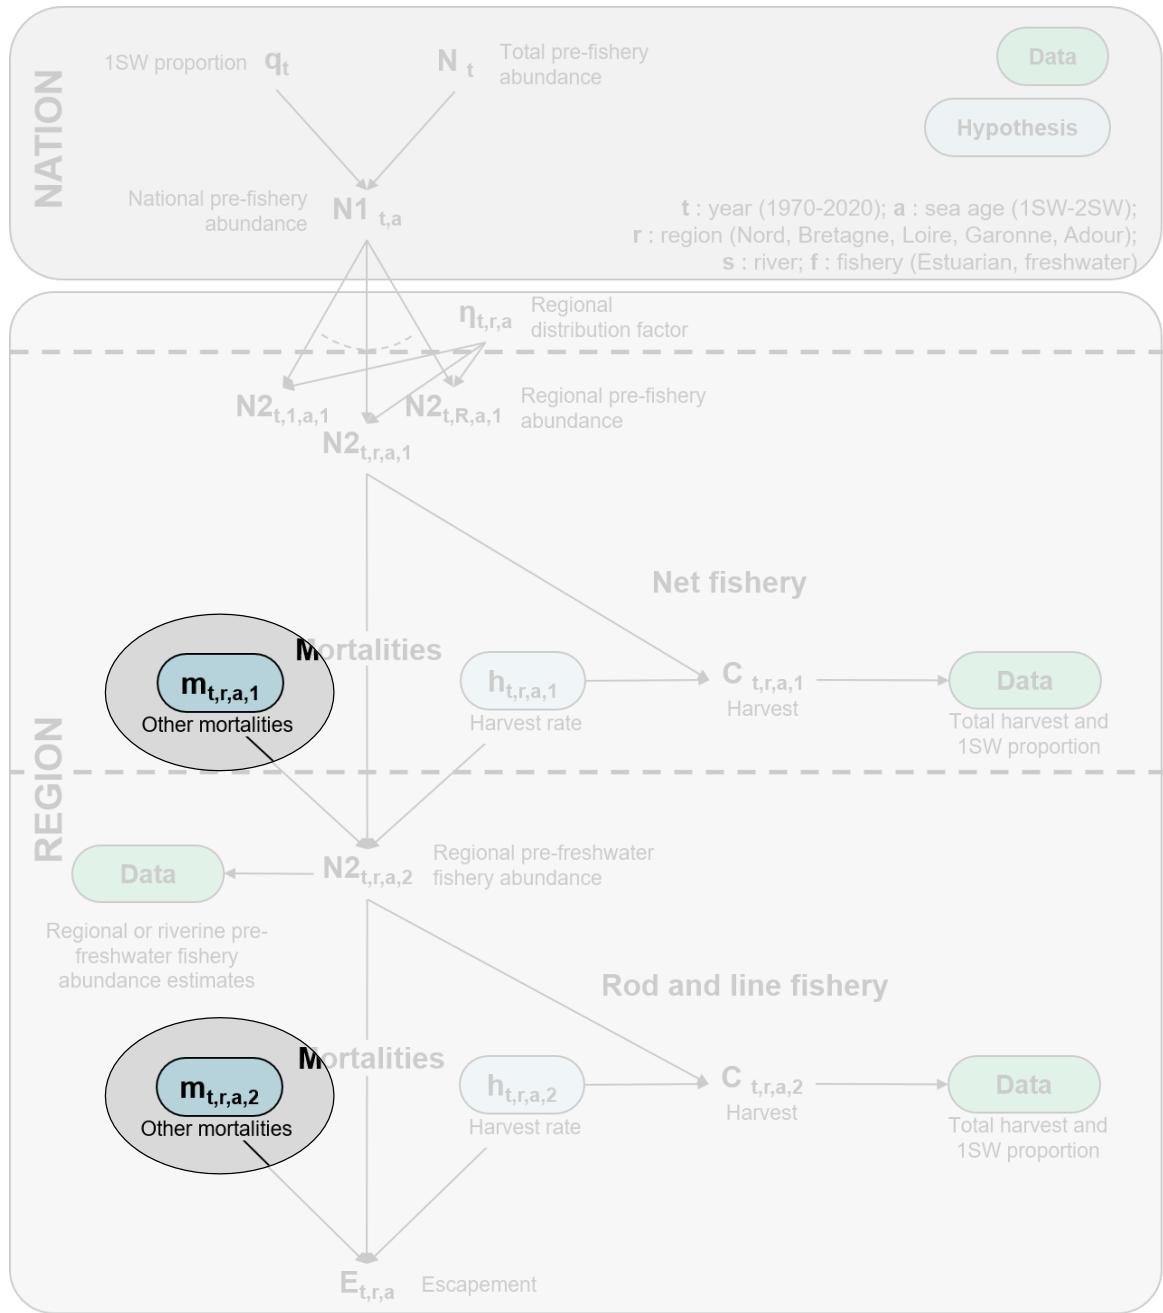 NATION
1SW proportion q_t
N_t Total pre-fishery
abundance
Data
Hypothesis
National pre-fishery
abundance
N1_t,a
t : year (1970-2020); a : sea age (1SW-2SW);
r : region (Nord, Bretagne, Loire, Garonne, Adour);
s : river; f : fishery (Estuarian, freshwater)
η_t,r,a Regional
distribution factor
N2_t,1,a,1
N2_t,R,a,1
N2_t,r,a,1
Regional pre-fishery
abundance
REGION
Net fishery
Mortalities
m_t,r,a,1
Other mortalities
h_t,r,a,1
Harvest rate
C_t,r,a,1
Harvest
Data
Total harvest and
1SW proportion
Data
N2_t,r,a,2
Regional pre-freshwater
fishery abundance
Regional or riverine pre-
freshwater fishery
abundance estimates
Rod and line fishery
Mortalities
m_t,r,a,2
Other mortalities
h_t,r,a,2
Harvest rate
C_t,r,a,2
Harvest
Data
Total harvest and
1SW proportion
E_t,r,a Escapement